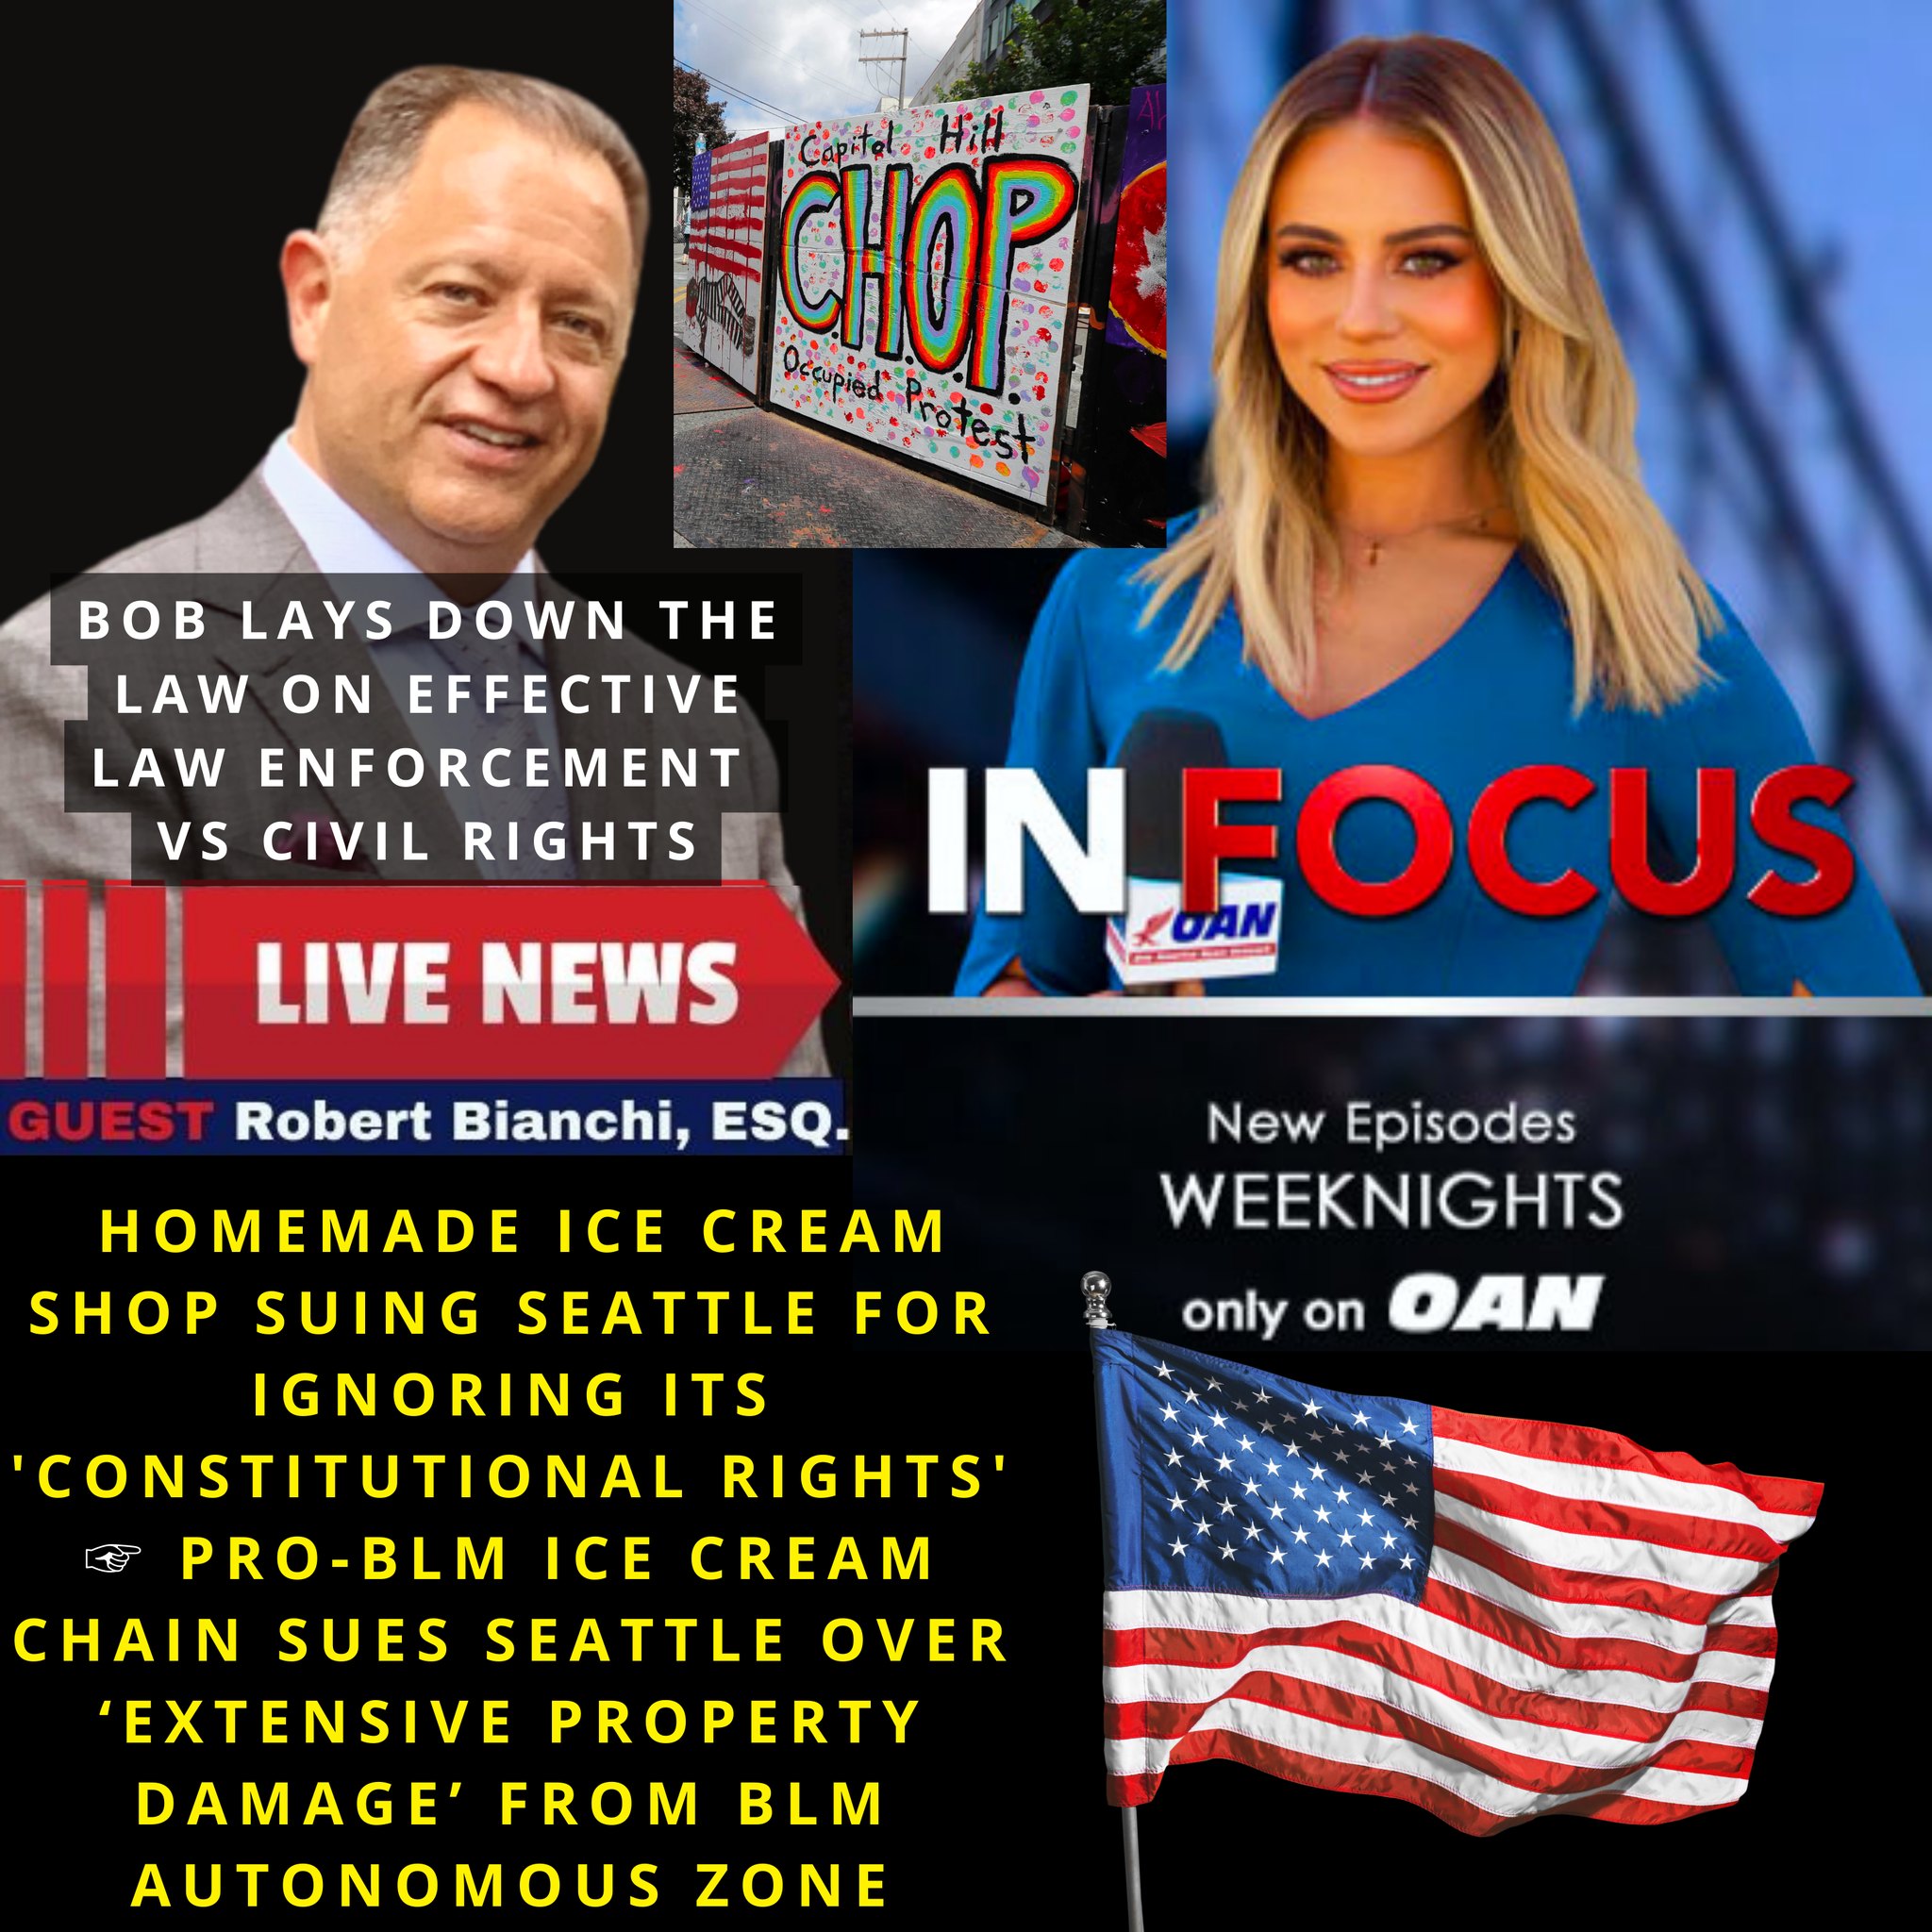 Capitol Hill
C.H.O.P.
Occupied Protest
BOB LAYS DOWN THE
LAW ON EFFECTIVE
LAW ENFORCEMENT
VS CIVIL RIGHTS
LIVE NEWS
GUEST Robert Bianchi, ESQ.
IN FOCUS
OAN
New Episodes
WEEKNIGHTS
only on OAN
HOMEMADE ICE CREAM
SHOP SUING SEATTLE FOR
IGNORING ITS
'CONSTITUTIONAL RIGHTS'
☞ PRO-BLM ICE CREAM
CHAIN SUES SEATTLE OVER
‘EXTENSIVE PROPERTY
DAMAGE’ FROM BLM
AUTONOMOUS ZONE